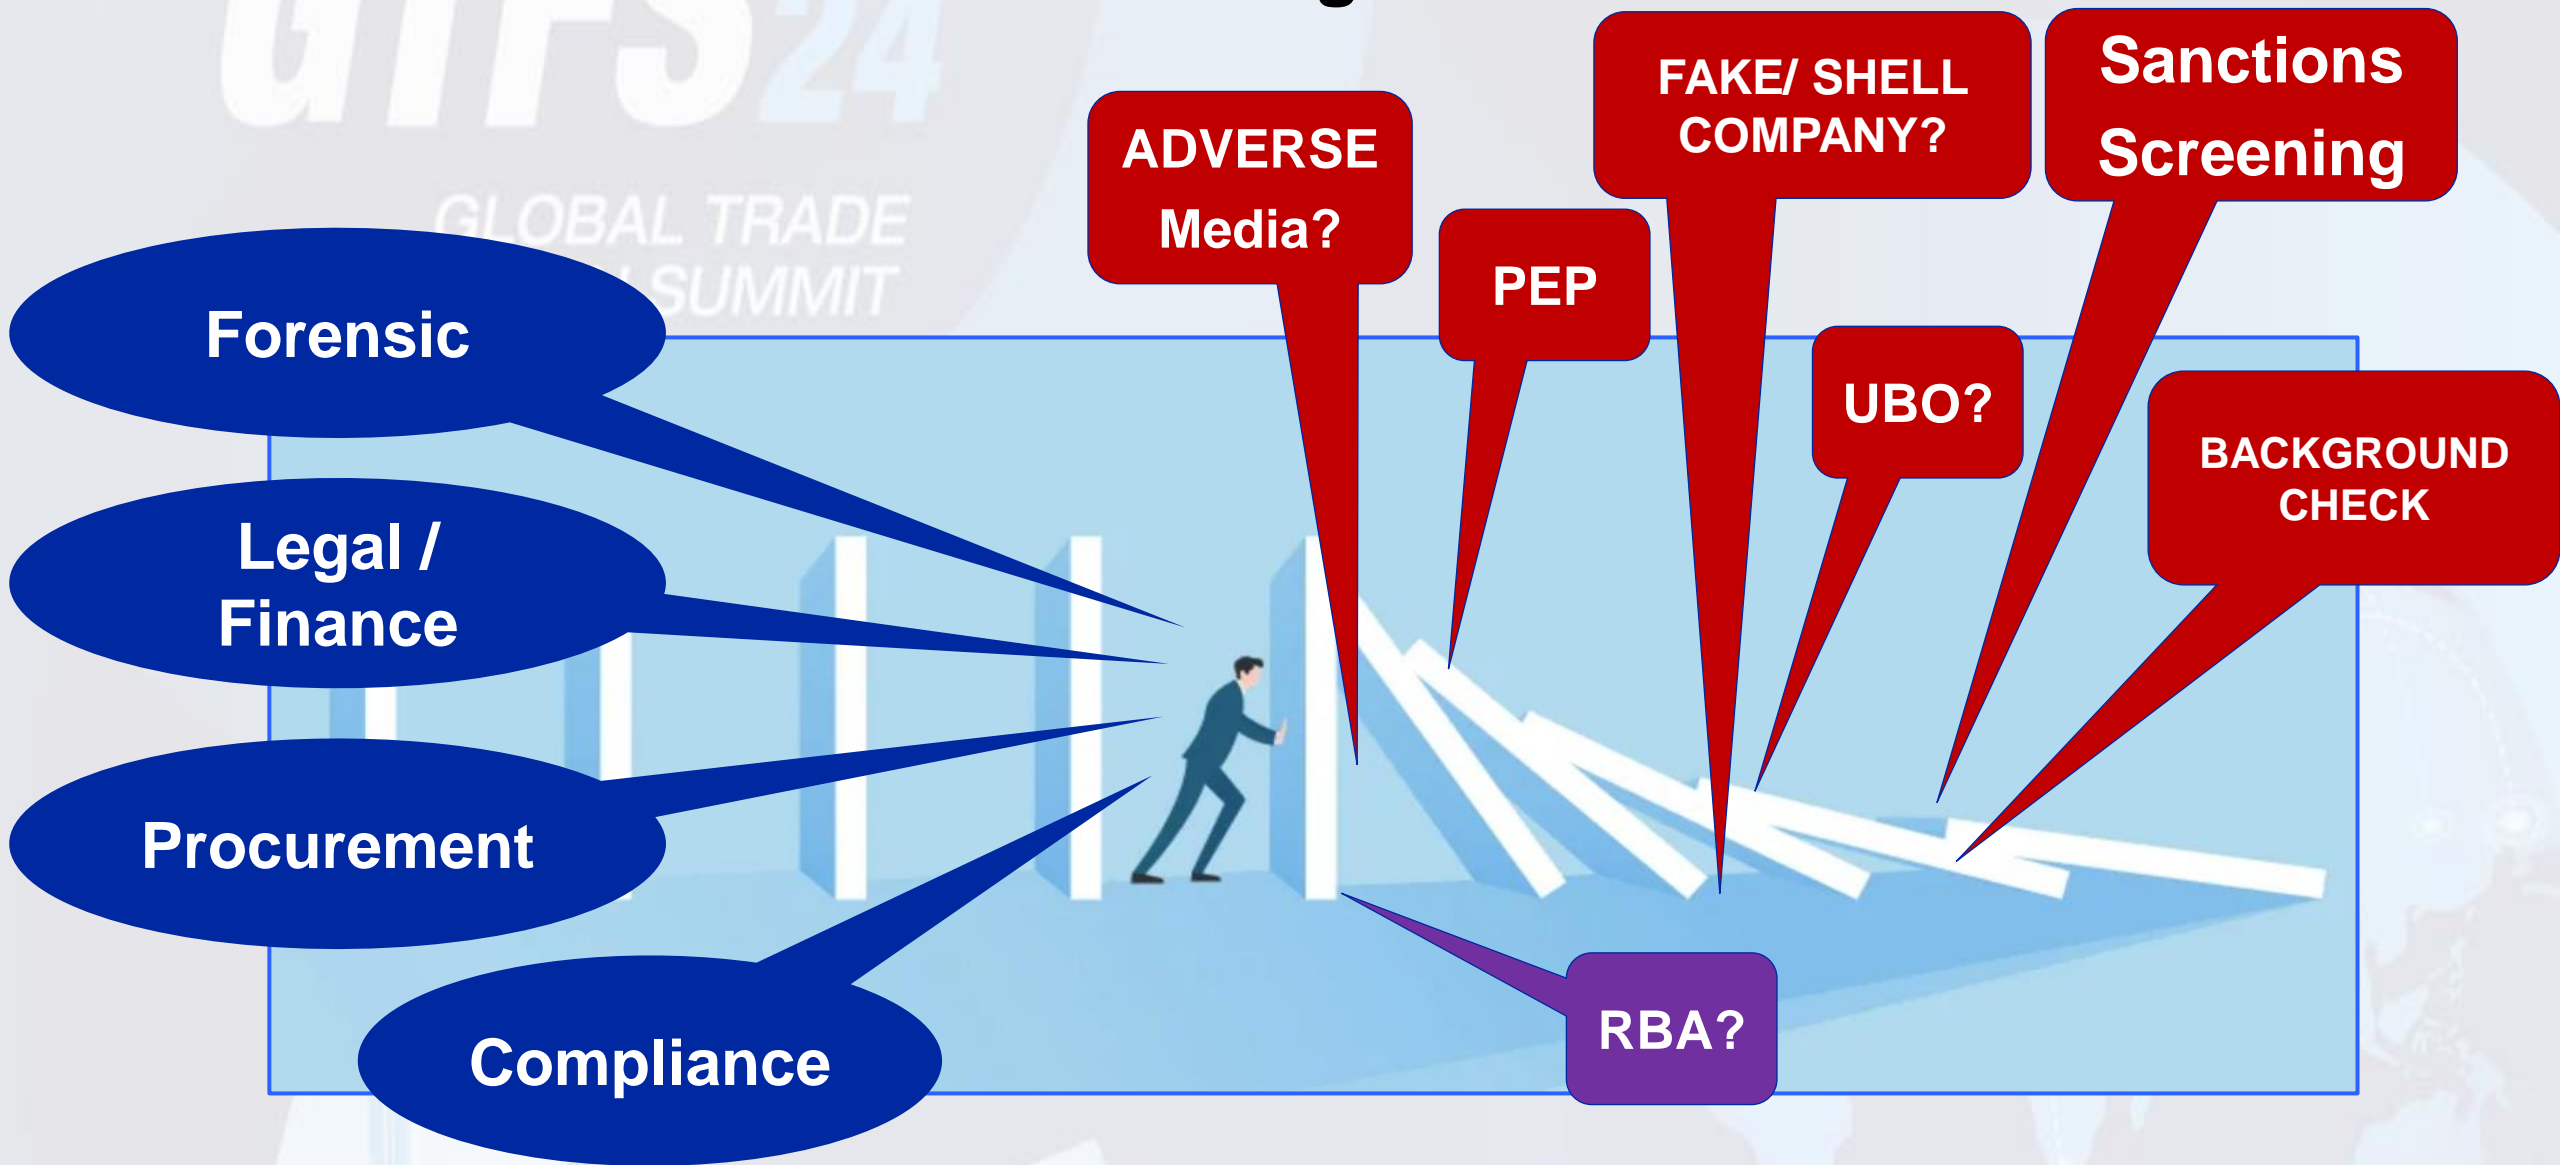 GTFS24
GLOBAL TRADE
SUMMIT
ADVERSE
Media?
FAKE/ SHELL
COMPANY?
Sanctions
Screening
PEP
UBO?
BACKGROUND
CHECK
Forensic
Legal /
Finance
Procurement
Compliance
RBA?